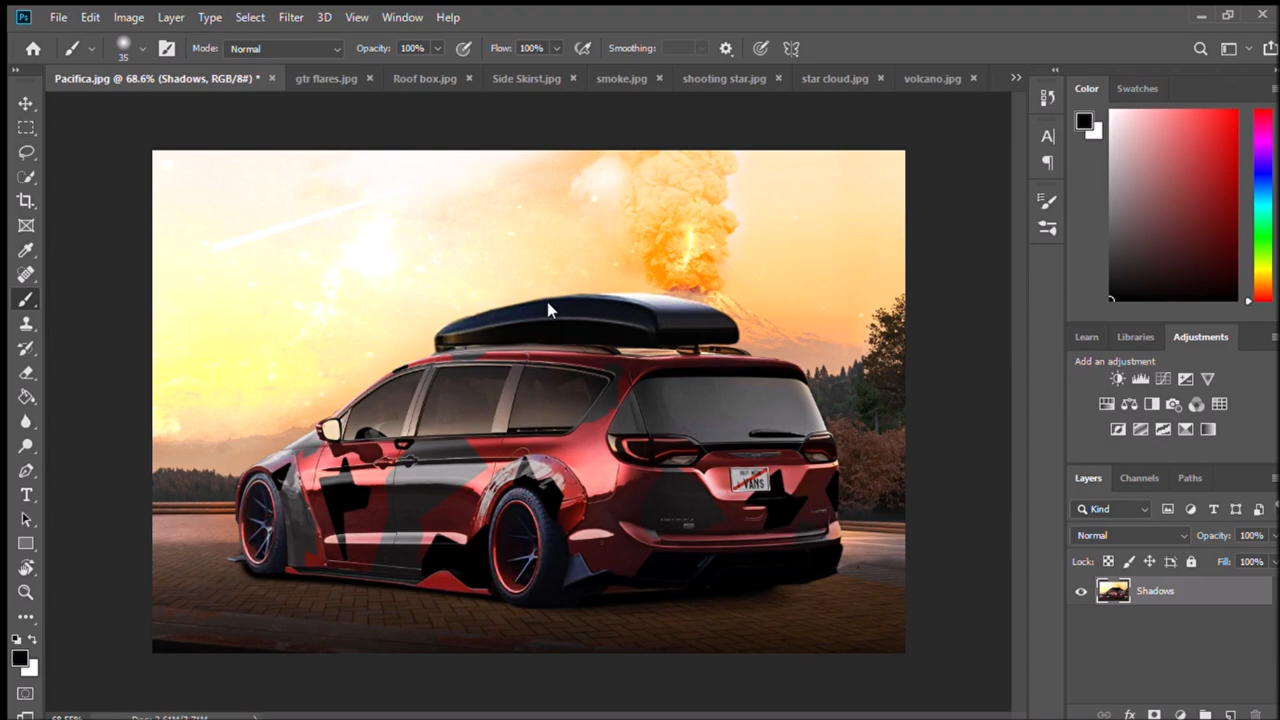 Ps File Edit Image Layer Type Select Filter 3D View Window Help
35 Mode: Normal Opacity: 100% Flow: 100% Smoothing:
Pacifica.jpg @ 68.6% (Shadows, RGB/8#) * × gtr flares.jpg × Roof box.jpg × Side Skirst.jpg × smoke.jpg × shooting star.jpg × star cloud.jpg × volcano.jpg ×
Color Swatches
Learn Libraries Adjustments
Add an adjustment
VANS
Layers Channels Paths
Kind
Normal Opacity: 100%
Lock: Fill: 100%
Shadows